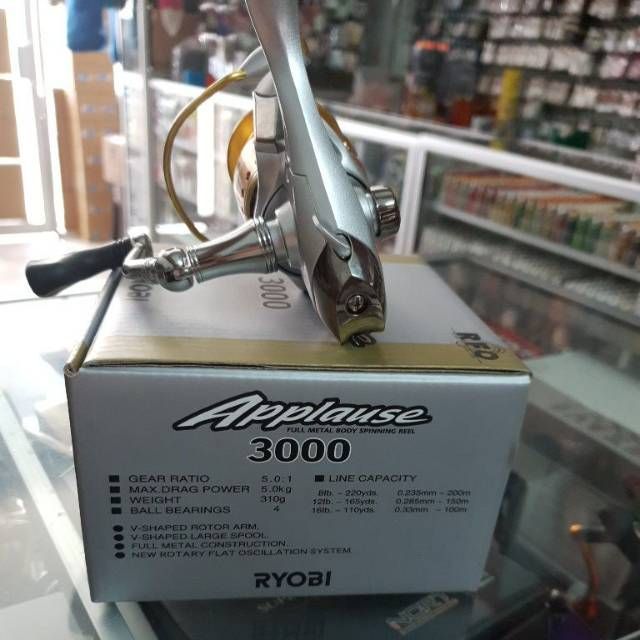 3000
Applause
FULL METAL BODY SPINNING REEL
3000
■ GEAR RATIO 5.0:1
■ MAX.DRAG POWER 5.0kg
■ WEIGHT 310g
■ BALL BEARINGS 4
■ LINE CAPACITY
8lb. – 220yds. 0.235mm – 200m
12lb. – 165yds. 0.285mm – 150m
16lb. – 110yds. 0.33mm – 100m
● V-SHAPED ROTOR ARM.
● V-SHAPED LARGE SPOOL.
● FULL METAL CONSTRUCTION.
● NEW ROTARY FLAT OSCILLATION SYSTEM.
RYOBI